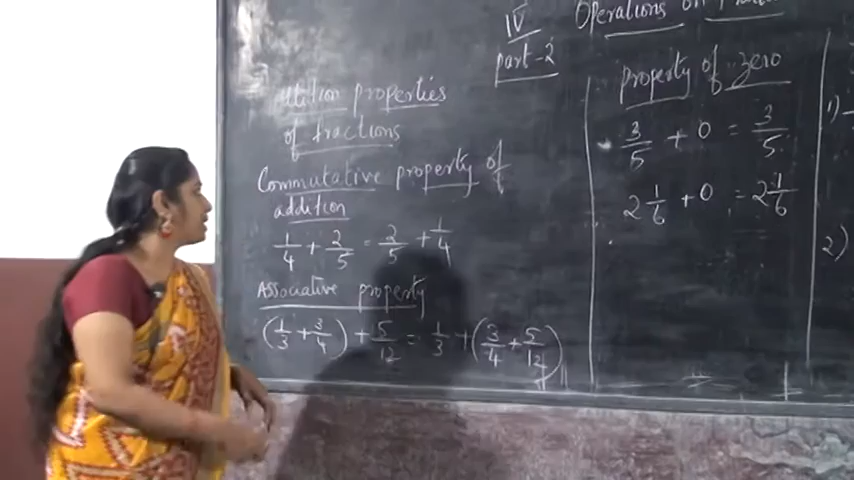 IV
Operations on
part-2
ddition properties
of fractions
Commutative property of
addition
1/4 + 2/5 = 2/5 + 1/4
Associative property
(1/3 + 3/4) + 5/12 = 1/3 + (3/4 + 5/12)
property of zero
3/5 + 0 = 3/5
2 1/6 + 0 = 2 1/6
1)
2)